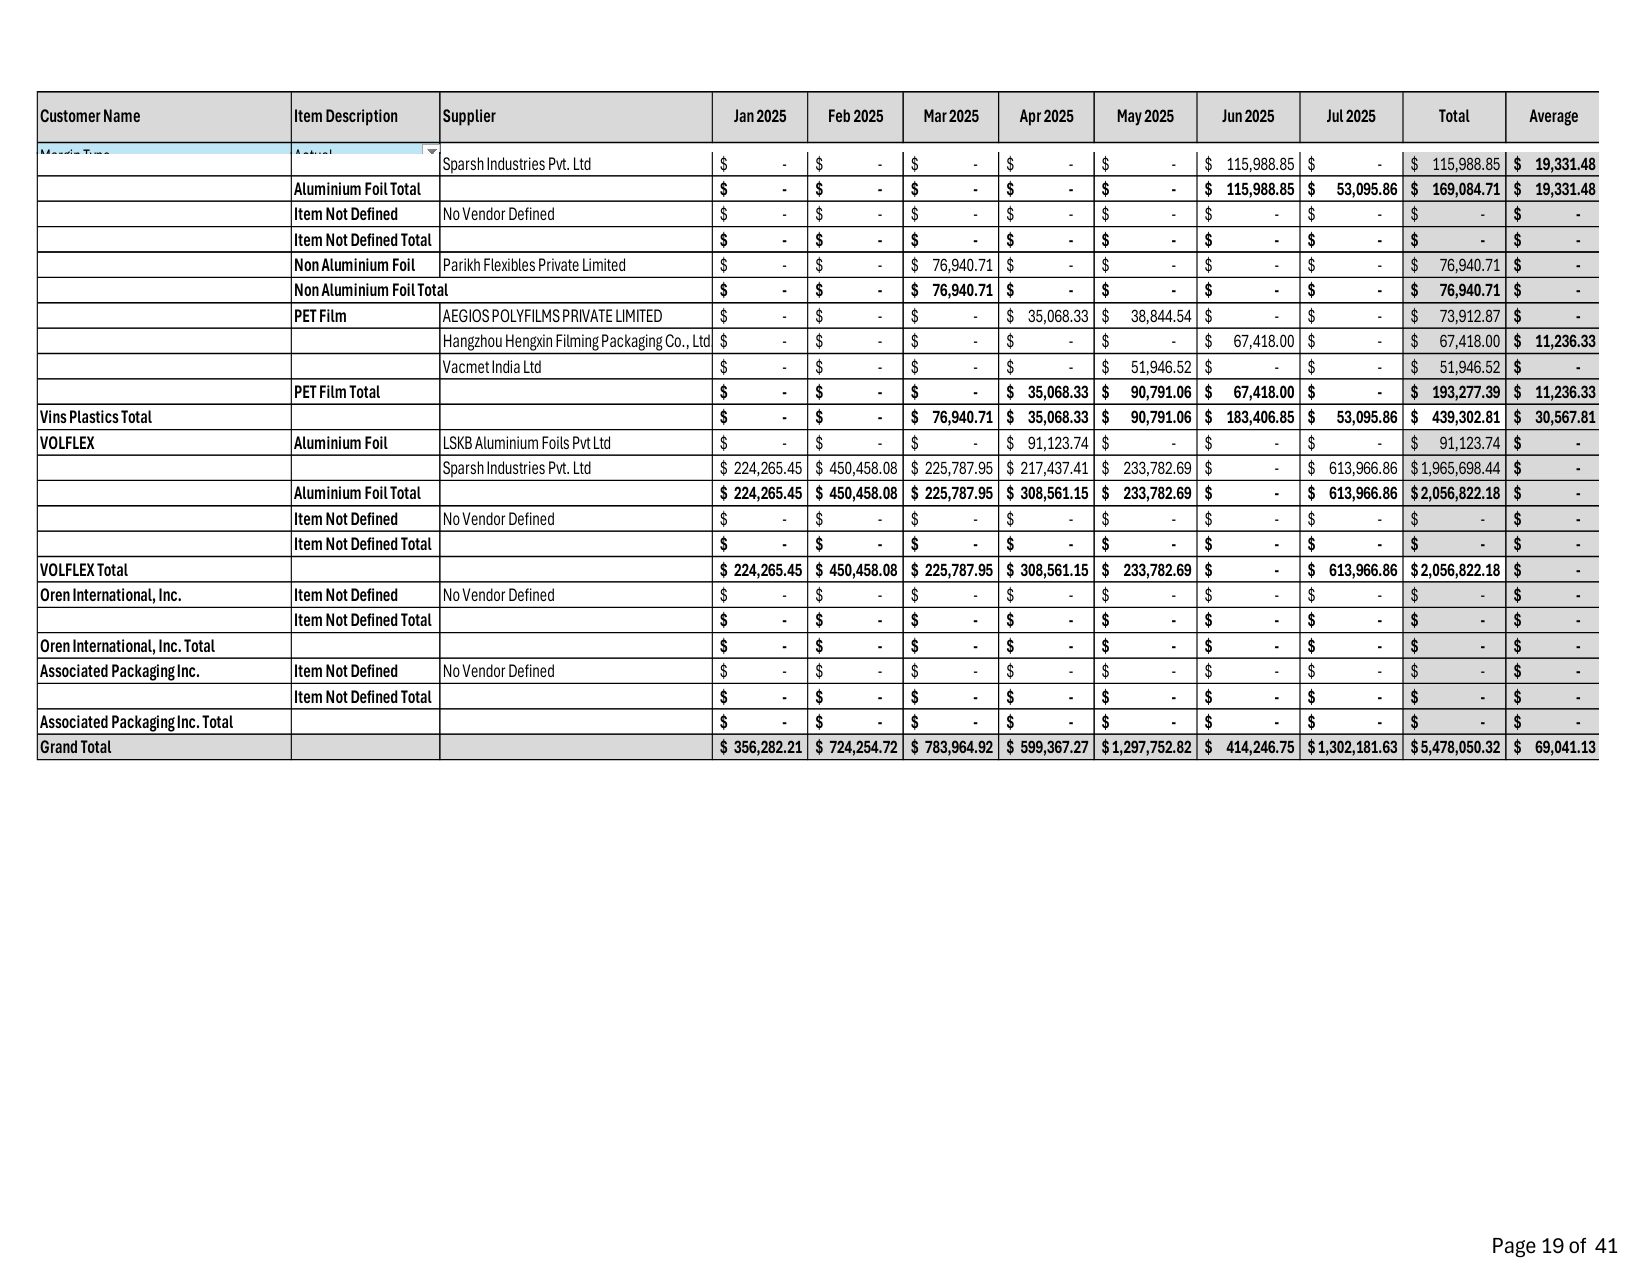 Customer Name Item Description Supplier Jan 2025 Feb 2025 Mar 2025 Apr 2025 May 2025 Jun 2025 Jul 2025 Total Average
Margin Type Actual
Sparsh Industries Pvt. Ltd $ - $ - $ - $ - $ - $ 115,988.85 $ - $ 115,988.85 $ 19,331.48
Aluminium Foil Total $ - $ - $ - $ - $ - $ 115,988.85 $ 53,095.86 $ 169,084.71 $ 19,331.48
Item Not Defined No Vendor Defined $ - $ - $ - $ - $ - $ - $ - $ - $ -
Item Not Defined Total $ - $ - $ - $ - $ - $ - $ - $ - $ -
Non Aluminium Foil Parikh Flexibles Private Limited $ - $ - $ 76,940.71 $ - $ - $ - $ - $ 76,940.71 $ -
Non Aluminium Foil Total $ - $ - $ 76,940.71 $ - $ - $ - $ - $ 76,940.71 $ -
PET Film AEGIOS POLYFILMS PRIVATE LIMITED $ - $ - $ - $ 35,068.33 $ 38,844.54 $ - $ - $ 73,912.87 $ -
Hangzhou Hengxin Filming Packaging Co., Ltd $ - $ - $ - $ - $ - $ 67,418.00 $ - $ 67,418.00 $ 11,236.33
Vacmet India Ltd $ - $ - $ - $ - $ 51,946.52 $ - $ - $ 51,946.52 $ -
PET Film Total $ - $ - $ - $ 35,068.33 $ 90,791.06 $ 67,418.00 $ - $ 193,277.39 $ 11,236.33
Vins Plastics Total $ - $ - $ 76,940.71 $ 35,068.33 $ 90,791.06 $ 183,406.85 $ 53,095.86 $ 439,302.81 $ 30,567.81
VOLFLEX Aluminium Foil LSKB Aluminium Foils Pvt Ltd $ - $ - $ - $ 91,123.74 $ - $ - $ - $ 91,123.74 $ -
Sparsh Industries Pvt. Ltd $ 224,265.45 $ 450,458.08 $ 225,787.95 $ 217,437.41 $ 233,782.69 $ - $ 613,966.86 $ 1,965,698.44 $ -
Aluminium Foil Total $ 224,265.45 $ 450,458.08 $ 225,787.95 $ 308,561.15 $ 233,782.69 $ - $ 613,966.86 $ 2,056,822.18 $ -
Item Not Defined No Vendor Defined $ - $ - $ - $ - $ - $ - $ - $ - $ -
Item Not Defined Total $ - $ - $ - $ - $ - $ - $ - $ - $ -
VOLFLEX Total $ 224,265.45 $ 450,458.08 $ 225,787.95 $ 308,561.15 $ 233,782.69 $ - $ 613,966.86 $ 2,056,822.18 $ -
Oren International, Inc. Item Not Defined No Vendor Defined $ - $ - $ - $ - $ - $ - $ - $ - $ -
Item Not Defined Total $ - $ - $ - $ - $ - $ - $ - $ - $ -
Oren International, Inc. Total $ - $ - $ - $ - $ - $ - $ - $ - $ -
Associated Packaging Inc. Item Not Defined No Vendor Defined $ - $ - $ - $ - $ - $ - $ - $ - $ -
Item Not Defined Total $ - $ - $ - $ - $ - $ - $ - $ - $ -
Associated Packaging Inc. Total $ - $ - $ - $ - $ - $ - $ - $ - $ -
Grand Total $ 356,282.21 $ 724,254.72 $ 783,964.92 $ 599,367.27 $ 1,297,752.82 $ 414,246.75 $ 1,302,181.63 $ 5,478,050.32 $ 69,041.13
Page 19 of 41